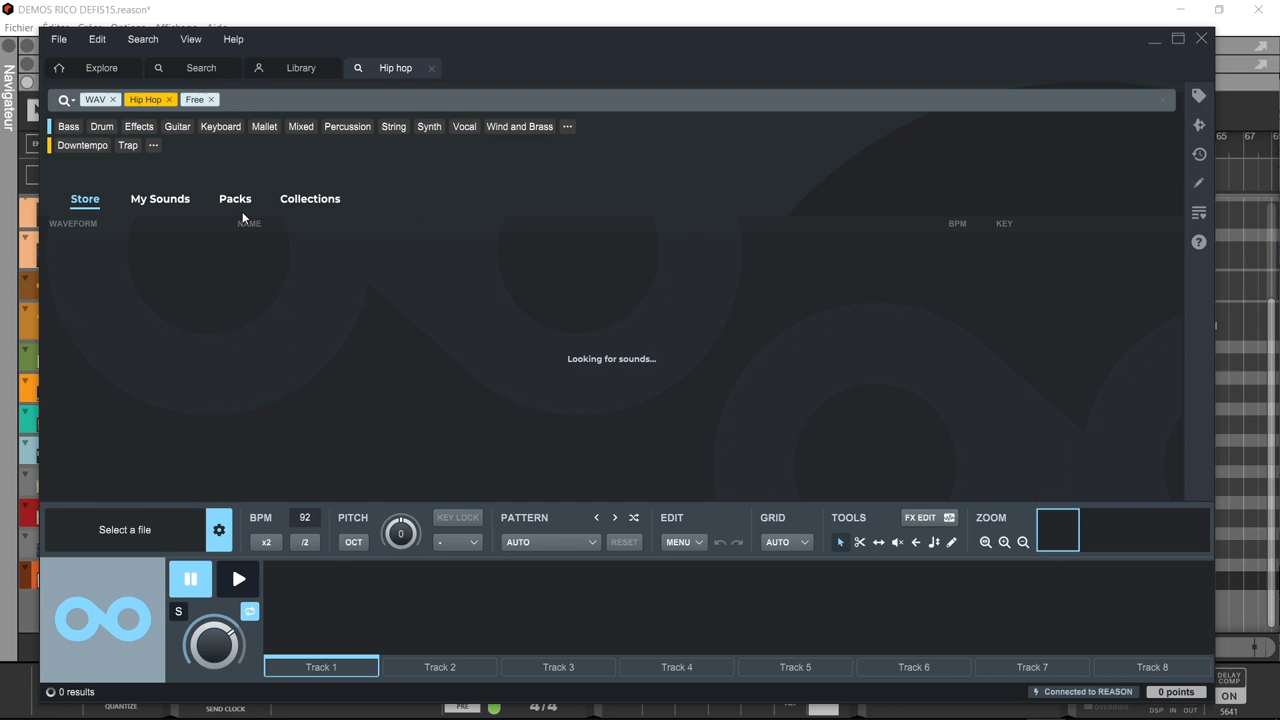 DEMOS RICO DEFIS15.reason*
Fichier
Navigateur
File Edit Search View Help
Explore Search Library Hip hop
WAV Hip Hop Free
Bass Drum Effects Guitar Keyboard Mallet Mixed Percussion String Synth Vocal Wind and Brass ...
Downtempo Trap ...
65 67
Store My Sounds Packs Collections
WAVEFORM NAME BPM KEY
Looking for sounds...
Select a file
BPM 92 PITCH 0 KEY LOCK PATTERN EDIT GRID TOOLS FX EDIT ZOOM
x2 /2 OCT - AUTO RESET MENU AUTO
S
Track 1 Track 2 Track 3 Track 4 Track 5 Track 6 Track 7 Track 8
0 results
Connected to REASON 0 points
DELAY COMP
ON
QUANTIZE SEND CLOCK PRE 4/4 OVERRIDE DSP IN OUT 5641